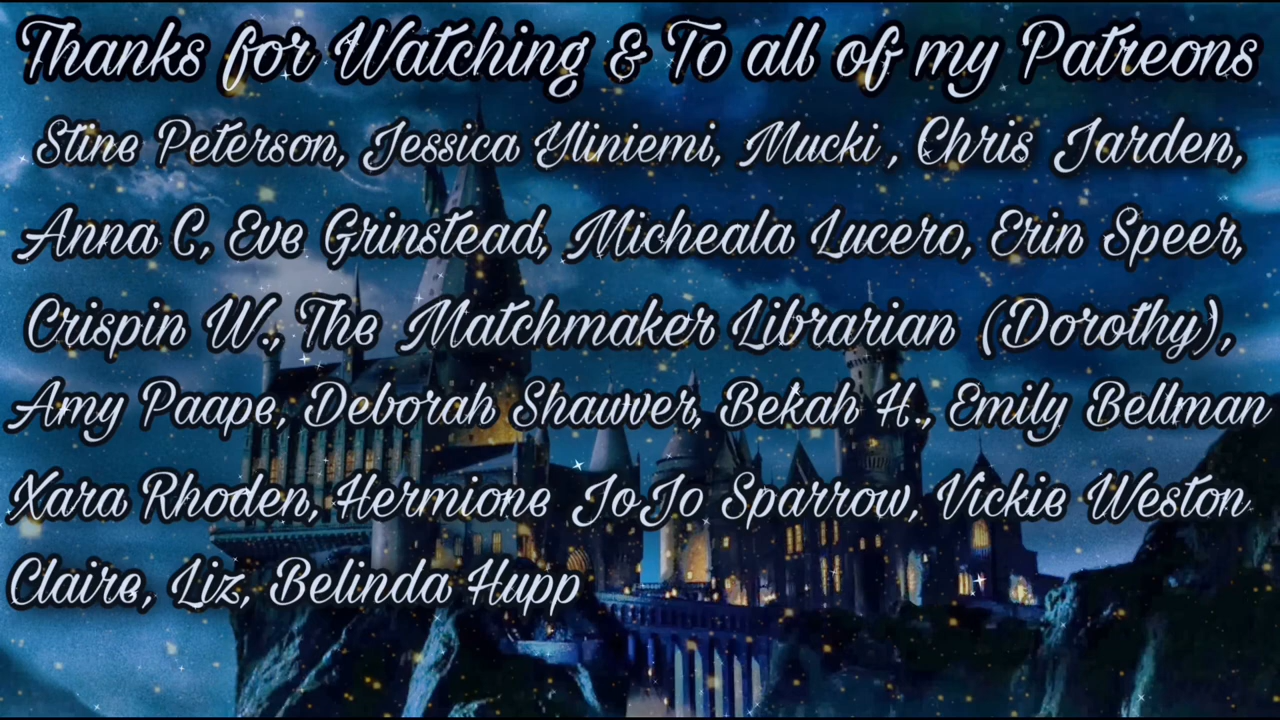 Thanks for Watching & To all of my Patreons
Stine Peterson, Jessica Yliniemi, Mucki , Chris Jarden,
Anna C, Eve Grinstead, Micheala Lucero, Erin Speer,
Crispin W., The Matchmaker Librarian (Dorothy),
Amy Paape, Deborah Shawver, Bekah H., Emily Bellman
Xara Rhoden, Hermione JoJo Sparrow, Vickie Weston
Claire, Liz, Belinda Hupp